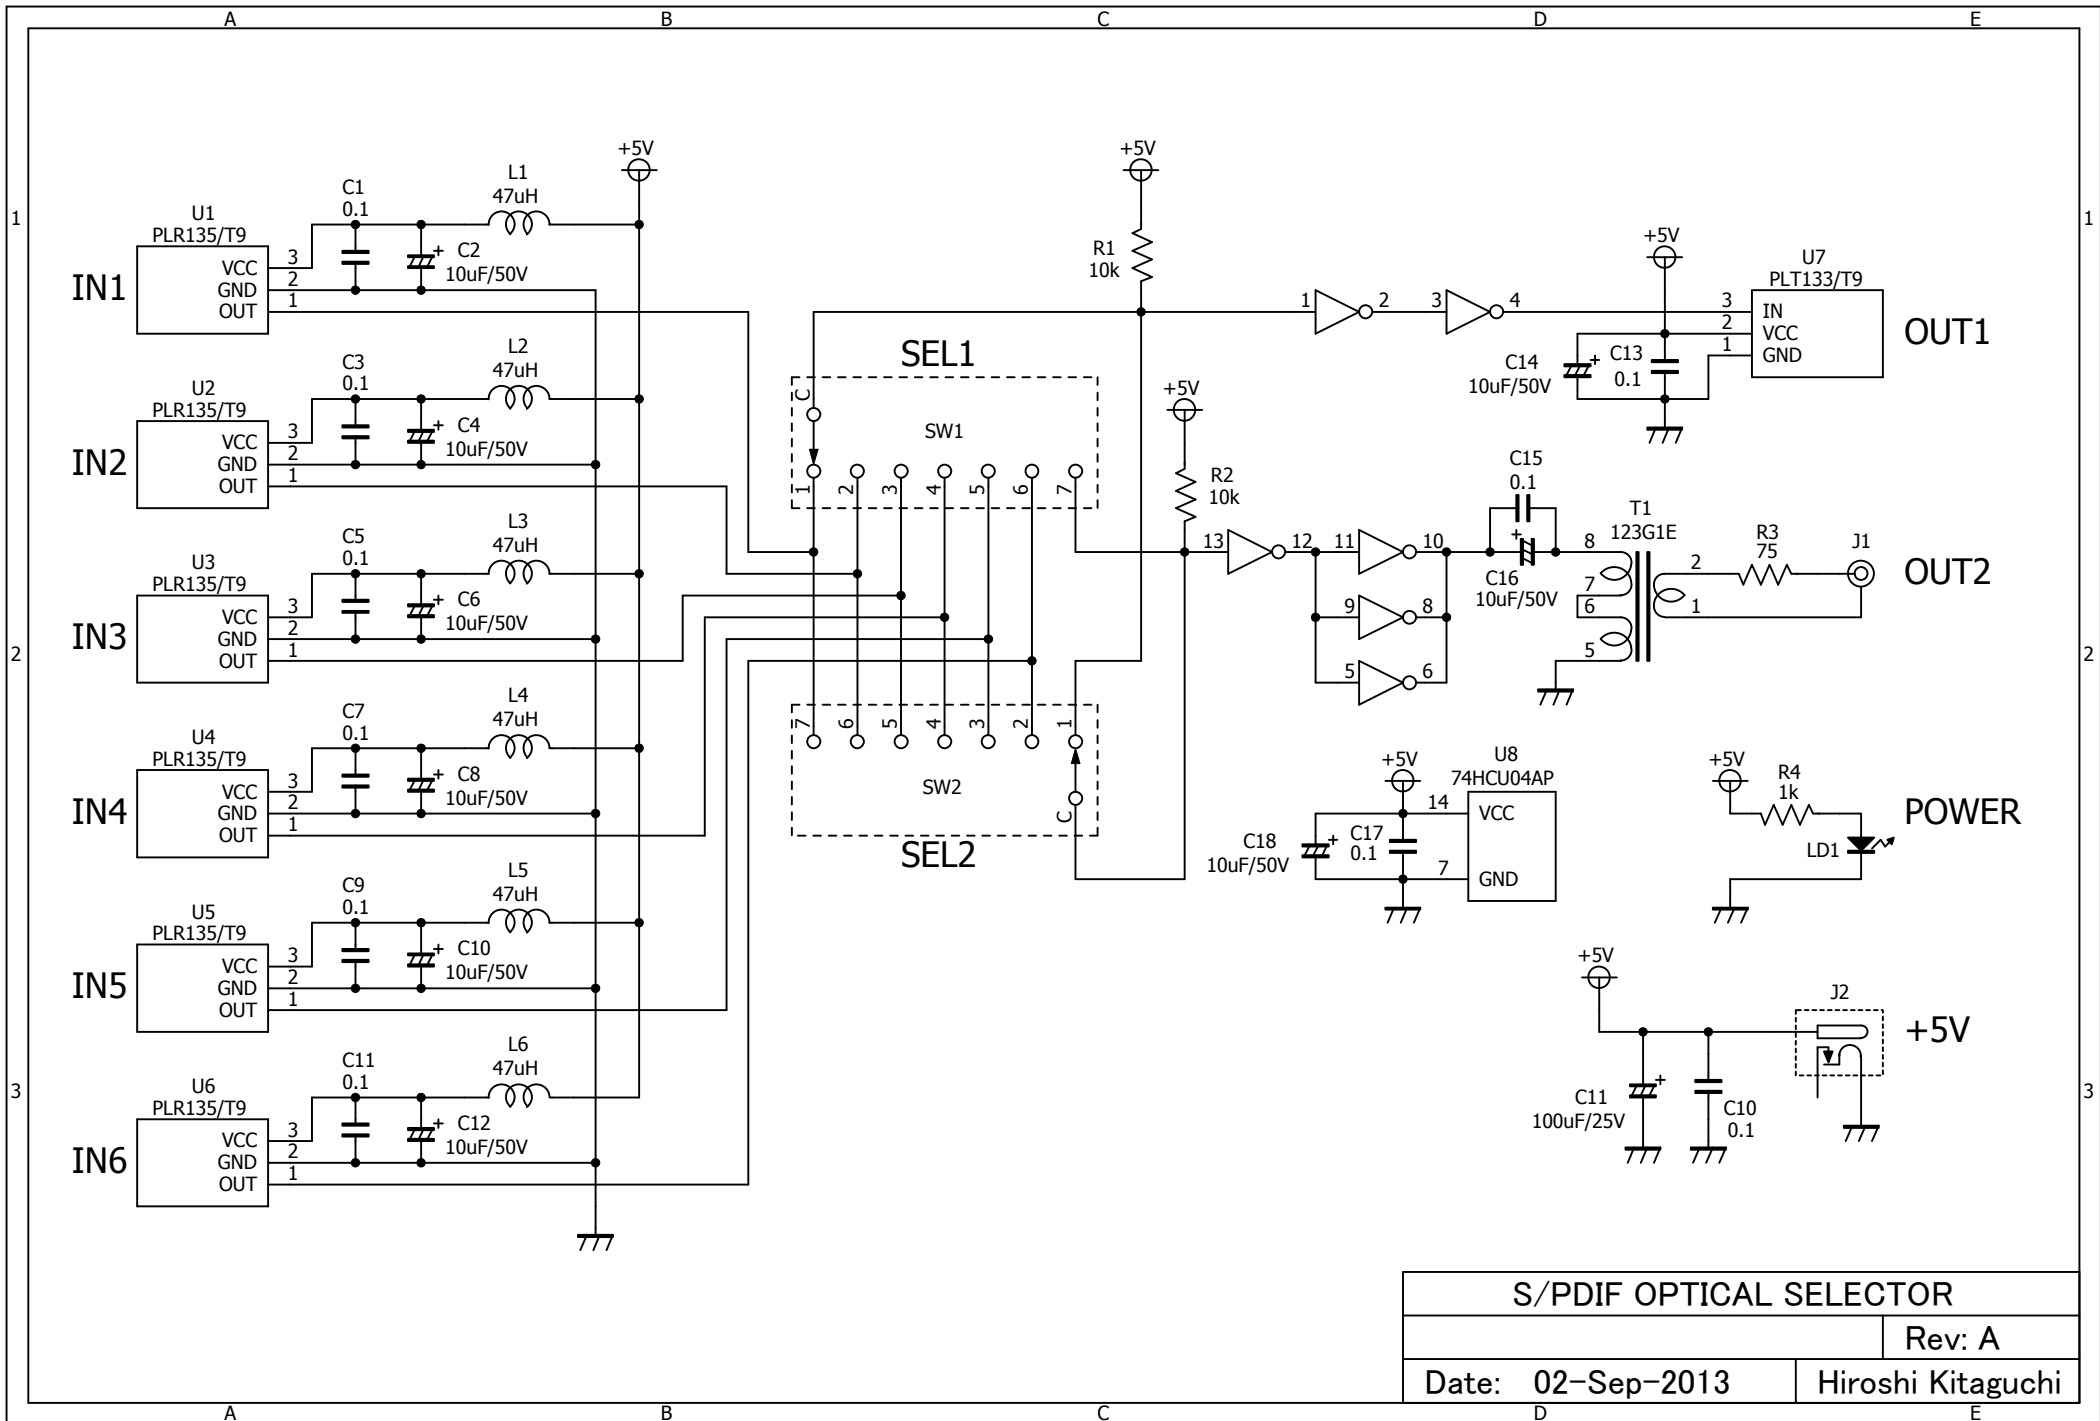 A B C D E
1
2
3
1
2
3
IN1
U1
PLR135/T9
VCC 3
GND 2
OUT 1
C1
0.1
+ C2
10uF/50V
L1
47uH
+5V
IN2
U2
PLR135/T9
VCC 3
GND 2
OUT 1
C3
0.1
+ C4
10uF/50V
L2
47uH
IN3
U3
PLR135/T9
VCC 3
GND 2
OUT 1
C5
0.1
+ C6
10uF/50V
L3
47uH
IN4
U4
PLR135/T9
VCC 3
GND 2
OUT 1
C7
0.1
+ C8
10uF/50V
L4
47uH
IN5
U5
PLR135/T9
VCC 3
GND 2
OUT 1
C9
0.1
+ C10
10uF/50V
L5
47uH
IN6
U6
PLR135/T9
VCC 3
GND 2
OUT 1
C11
0.1
+ C12
10uF/50V
L6
47uH
SEL1
C
SW1
1 2 3 4 5 6 7
7 6 5 4 3 2 1
SW2
C
SEL2
+5V
R1
10k
+5V
R2
10k
1 2 3 4
+5V
U7
PLT133/T9
3 IN
2 VCC
1 GND
OUT1
C14 +
10uF/50V
C13
0.1
13 12 11 10
9 8
5 6
C15
0.1
+
C16
10uF/50V
T1
123G1E
8
7
6
5
2
1
R3
75
J1
OUT2
+5V
U8
74HCU04AP
14 VCC
7 GND
C18 +
10uF/50V
C17
0.1
+5V
R4
1k
LD1
POWER
+5V
J2
+5V
C11 +
100uF/25V
C10
0.1
S/PDIF OPTICAL SELECTOR
Rev: A
Date: 02-Sep-2013
Hiroshi Kitaguchi
A B C D E